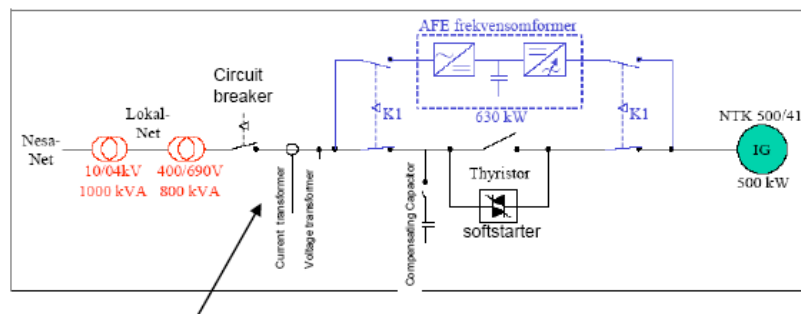 AFE frekvensomformer
Circuit
breaker
K1
630 kW
K1
NTK 500/41
Nesa-
Net
Lokal-
Net
10/04kV
1000 kVA
400/690V
800 kVA
Current transformer
Voltage transformer
Compensating Capacitor
Thyristor
softstarter
IG
500 kW